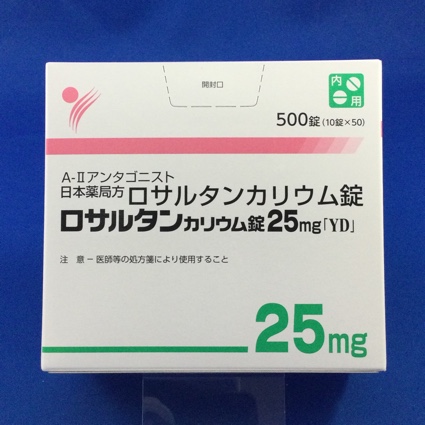 開封口
内用
500錠(10錠×50)
A-Ⅱアンタゴニスト
日本薬局方 ロサルタンカリウム錠
ロサルタンカリウム錠25mg「YD」
注 意－医師等の処方箋により使用すること
25mg